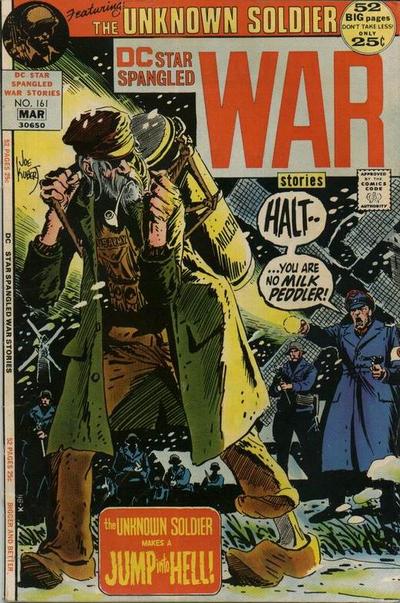 Featuring
THE UNKNOWN SOLDIER
52
BIG pages
DON'T TAKE LESS!
ONLY
25¢
DC STAR
SPANGLED
WAR
stories
DC STAR
SPANGLED
WAR STORIES
NO. 161
MAR
30650
APPROVED
BY THE
COMICS
CODE
AUTHORITY
JOE
KUBERT
HALT--
...YOU ARE
NO MILK
PEDDLER!
52 PAGES 25¢
DC STAR SPANGLED WAR STORIES
52 PAGES 25¢
BIGGER AND BETTER
the UNKNOWN SOLDIER
MAKES A
JUMP into HELL!